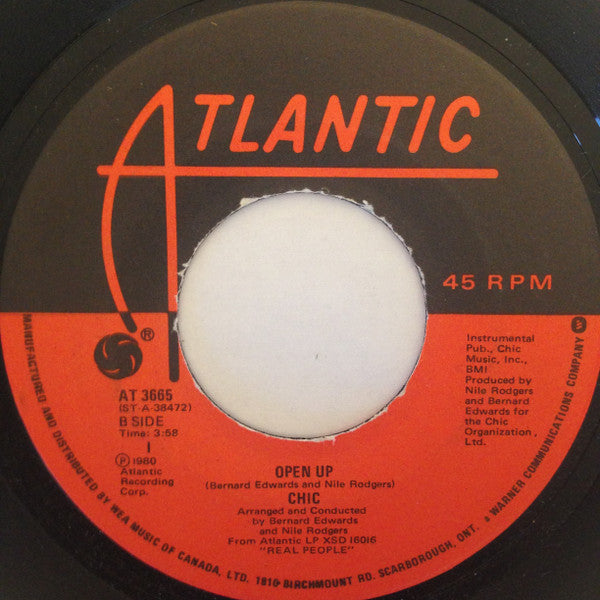 ATLANTIC
45 RPM
®
AT 3665
(ST-A-38472)
B SIDE
Time: 3:58
I
Ⓟ 1980
Atlantic
Recording
Corp.
Instrumental
Pub., Chic
Music, Inc.,
BMI
Produced by
Nile Rodgers
and Bernard
Edwards for
the Chic
Organization,
Ltd.
OPEN UP
(Bernard Edwards and Nile Rodgers)
CHIC
Arranged and Conducted
by Bernard Edwards
and Nile Rodgers
From Atlantic LP XSD 16016
"REAL PEOPLE"
MANUFACTURED AND DISTRIBUTED BY WEA MUSIC OF CANADA, LTD. 1810 BIRCHMOUNT RD. SCARBOROUGH, ONT. A WARNER COMMUNICATIONS COMPANY